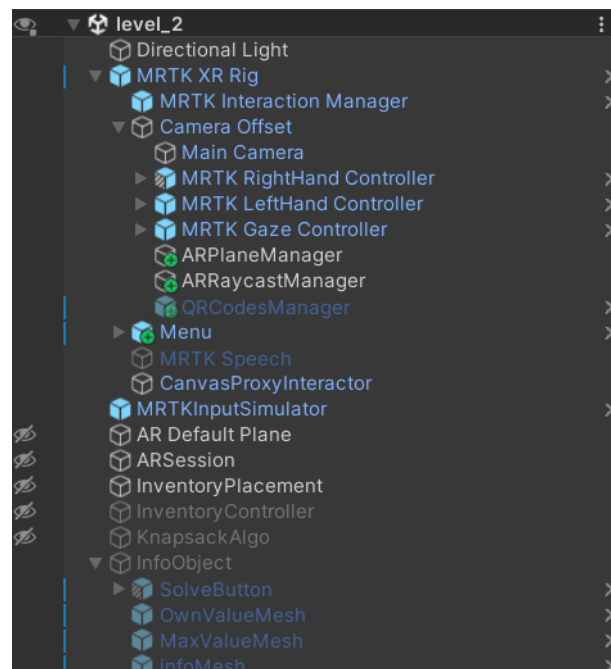 level_2
Directional Light
MRTK XR Rig
MRTK Interaction Manager
Camera Offset
Main Camera
MRTK RightHand Controller
MRTK LeftHand Controller
MRTK Gaze Controller
ARPlaneManager
ARRaycastManager
QRCodesManager
Menu
MRTK Speech
CanvasProxyInteractor
MRTKInputSimulator
AR Default Plane
ARSession
InventoryPlacement
InventoryController
KnapsackAlgo
InfoObject
SolveButton
OwnValueMesh
MaxValueMesh
infoMesh